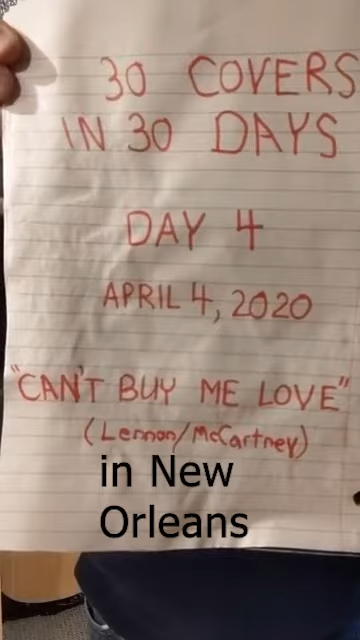 30 COVERS
IN 30 DAYS
DAY 4
APRIL 4, 2020
"CAN'T BUY ME LOVE"
(Lennon/McCartney)
in New
Orleans